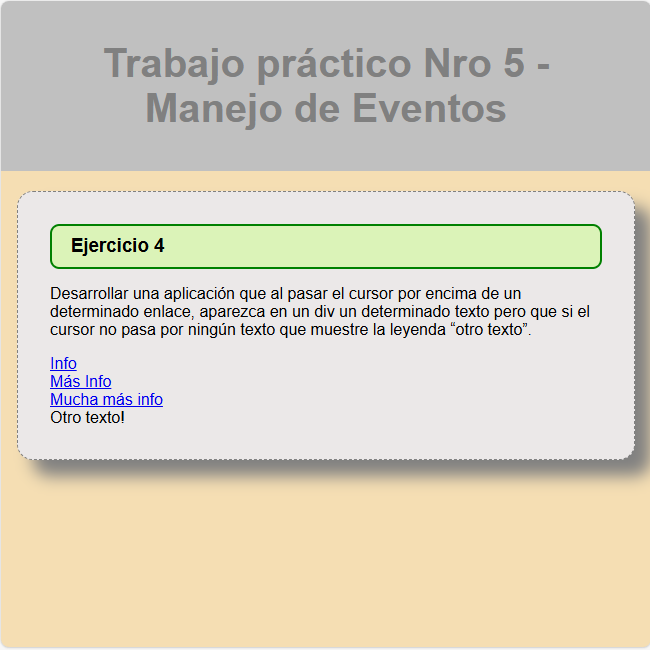 Trabajo práctico Nro 5 -
Manejo de Eventos
Ejercicio 4
Desarrollar una aplicación que al pasar el cursor por encima de un
determinado enlace, aparezca en un div un determinado texto pero que si el
cursor no pasa por ningún texto que muestre la leyenda “otro texto”.
Info
Más Info
Mucha más info
Otro texto!